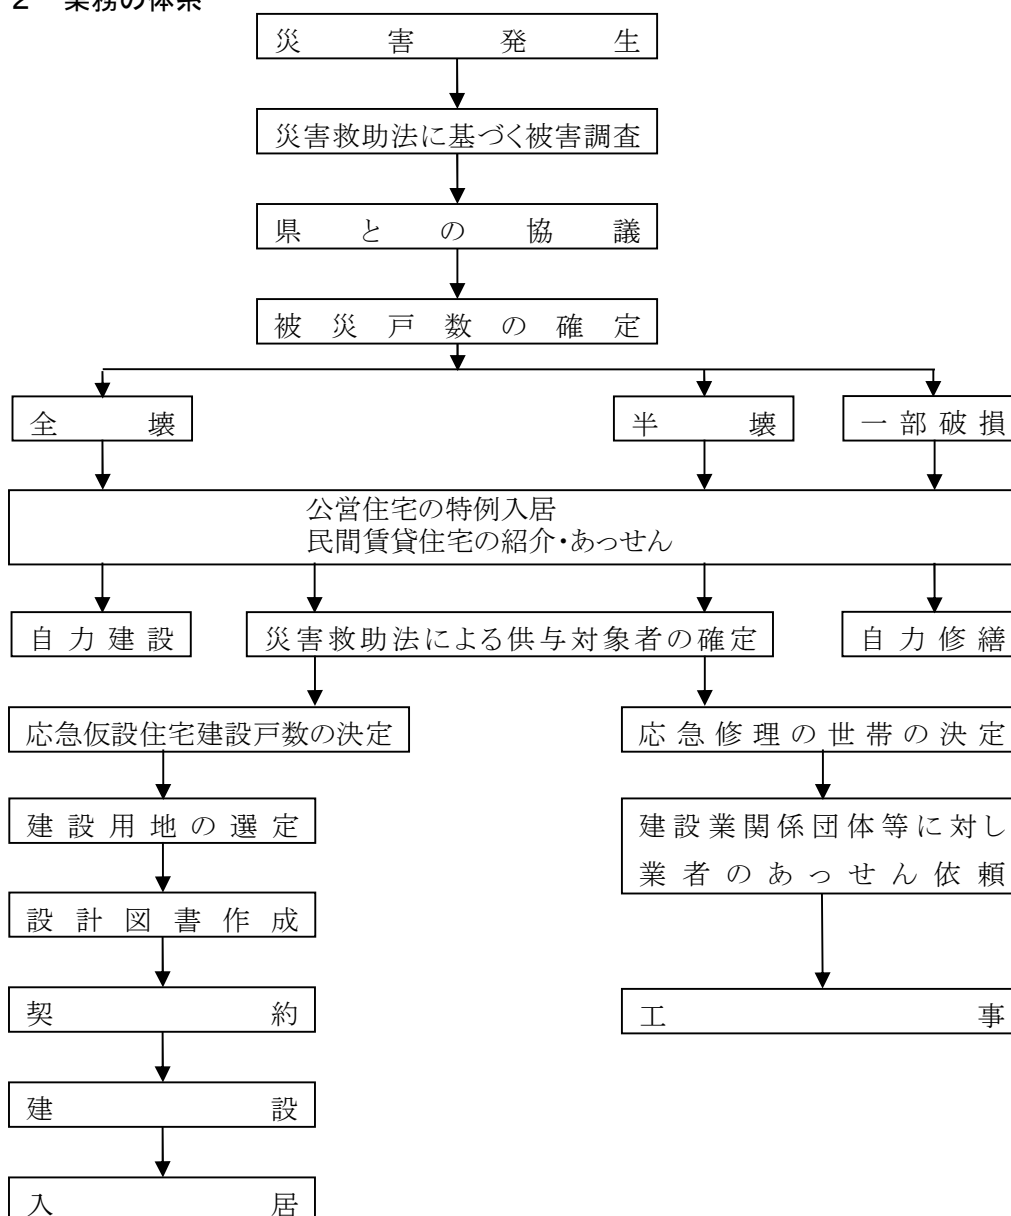 2 業務の体系
災害発生
災害救助法に基づく被害調査
県との協議
被災戸数の確定
全壊
半壊
一部破損
公営住宅の特例入居
民間賃貸住宅の紹介・あっせん
自力建設
災害救助法による供与対象者の確定
自力修繕
応急仮設住宅建設戸数の決定
応急修理の世帯の決定
建設用地の選定
建設業関係団体等に対し
業者のあっせん依頼
設計図書作成
契約
工事
建設
入居